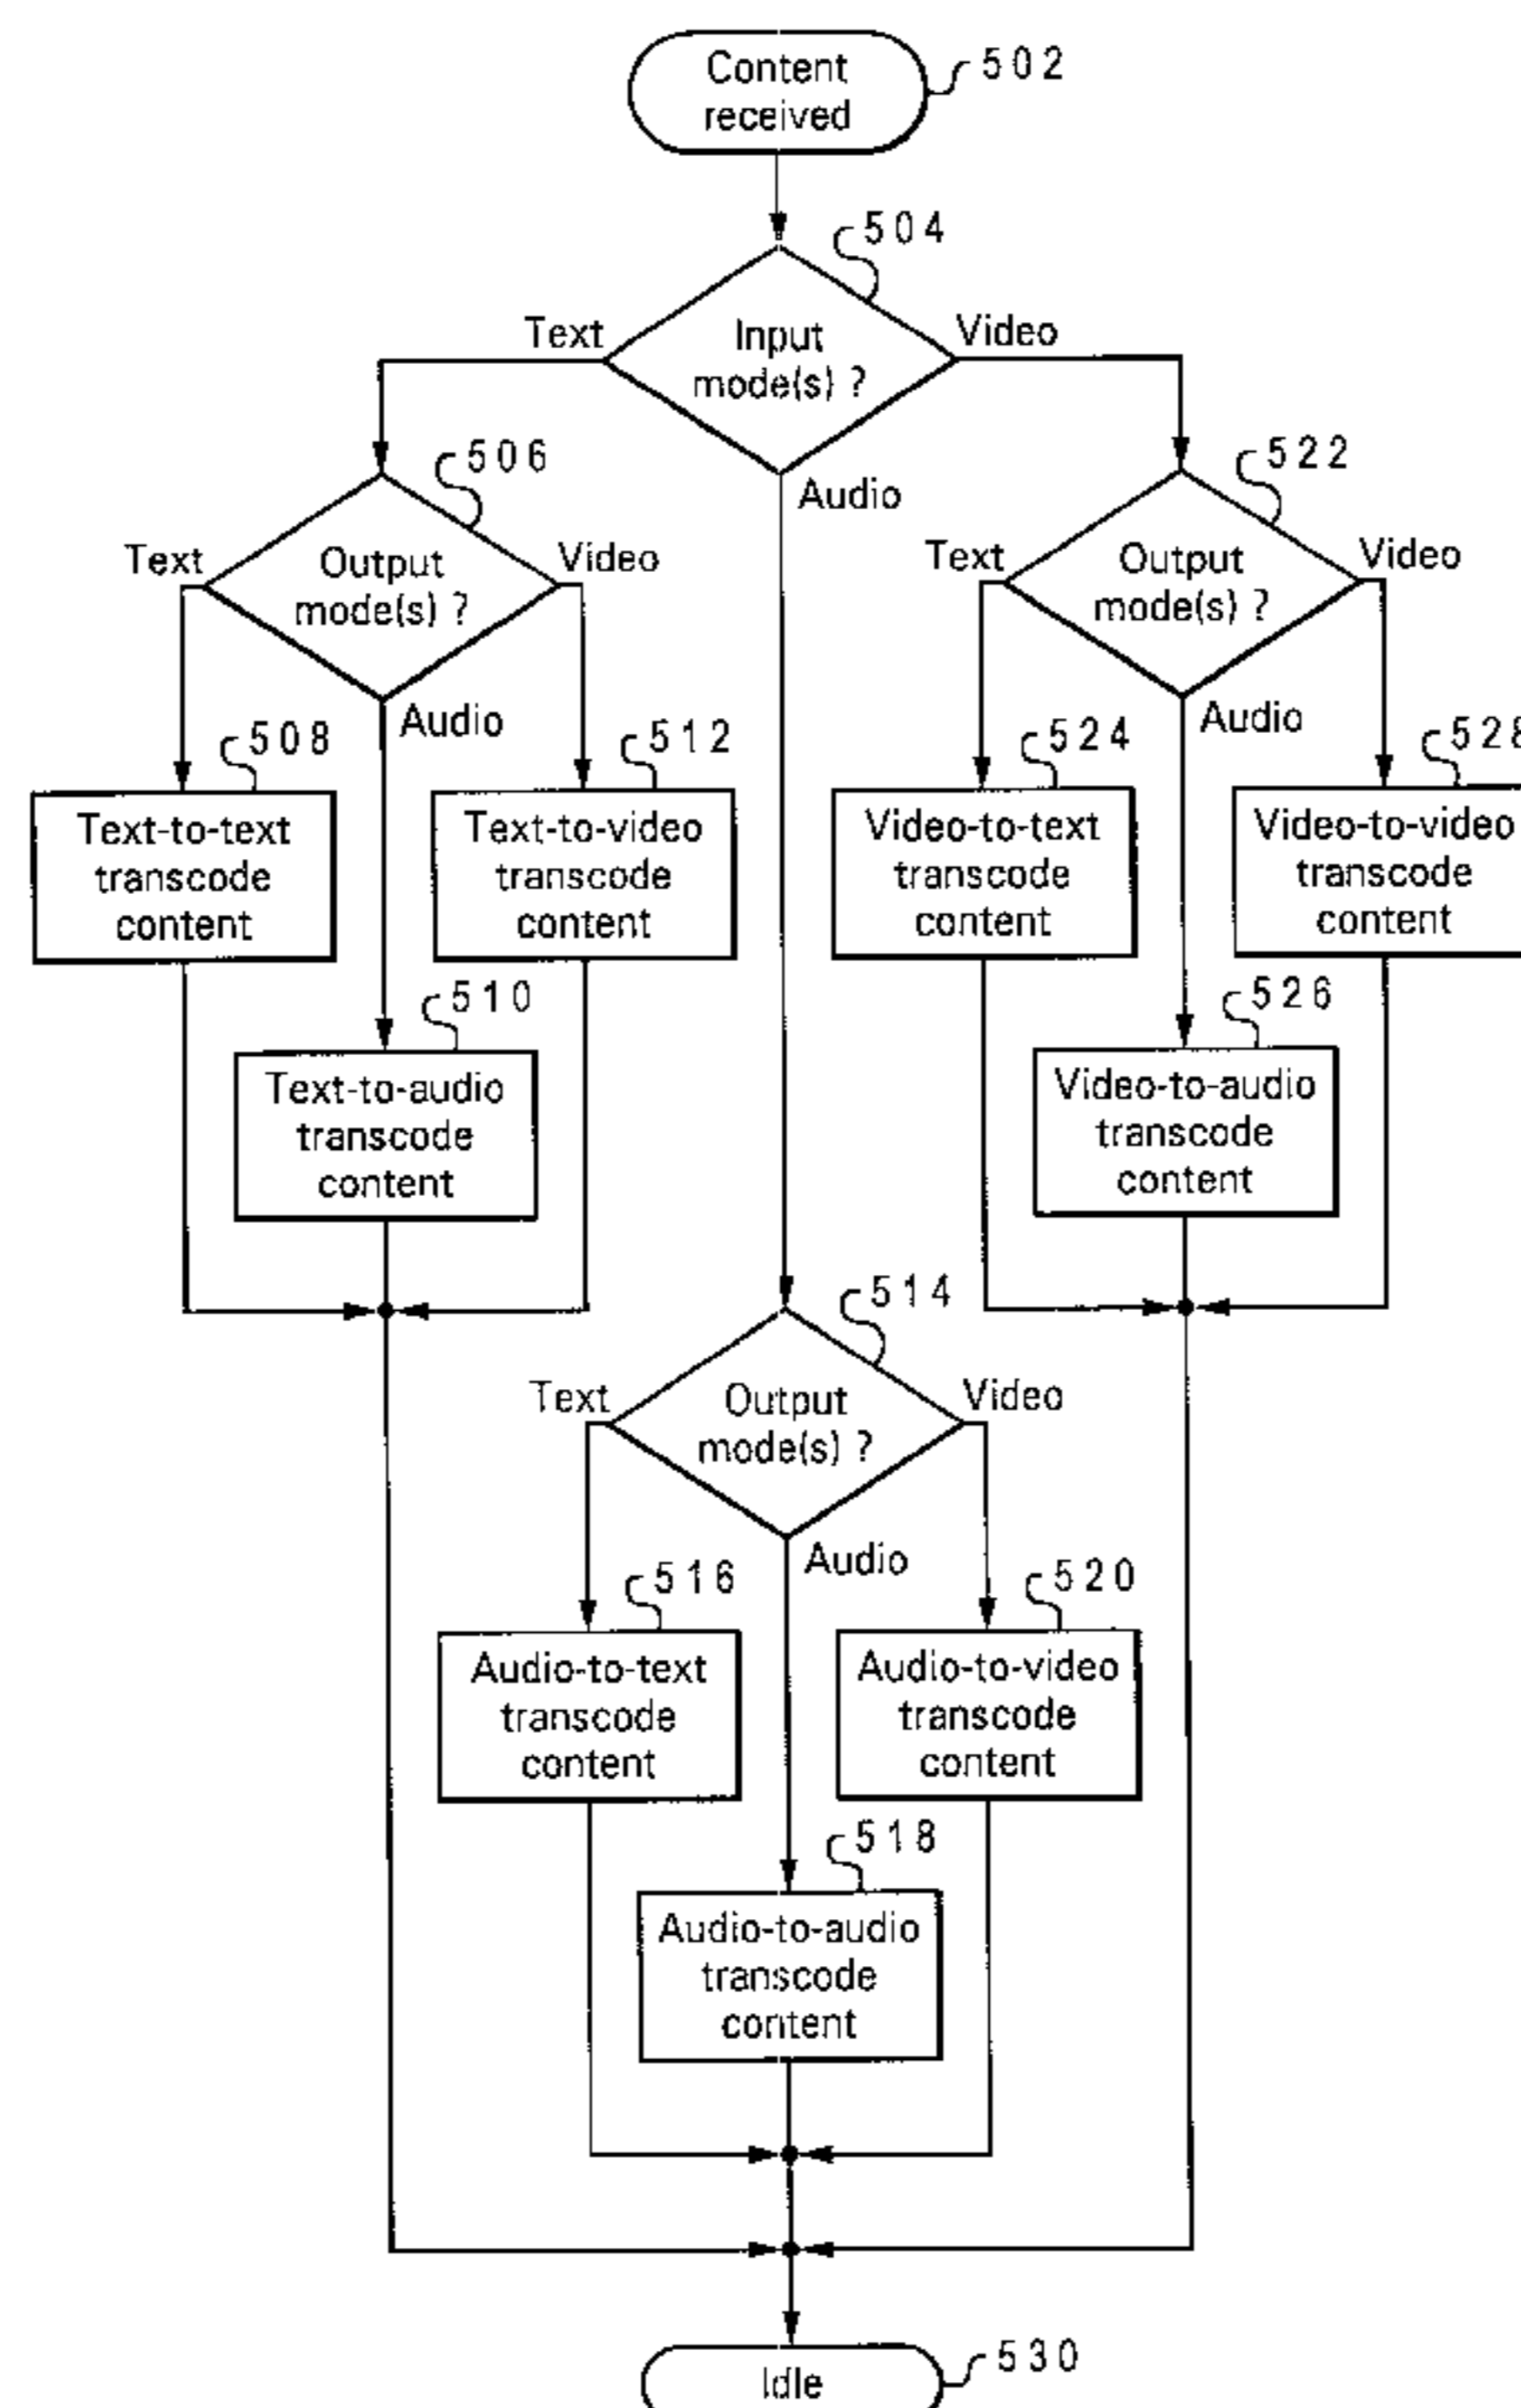 Content
received
502
504
Input
mode(s) ?
Text
Video
Audio
506
Output
mode(s) ?
Text
Video
Audio
522
Output
mode(s) ?
Text
Video
Audio
508
Text-to-text
transcode
content
512
Text-to-video
transcode
content
524
Video-to-text
transcode
content
528
Video-to-video
transcode
content
510
Text-to-audio
transcode
content
526
Video-to-audio
transcode
content
514
Output
mode(s) ?
Text
Video
Audio
516
Audio-to-text
transcode
content
520
Audio-to-video
transcode
content
518
Audio-to-audio
transcode
content
Idle
530